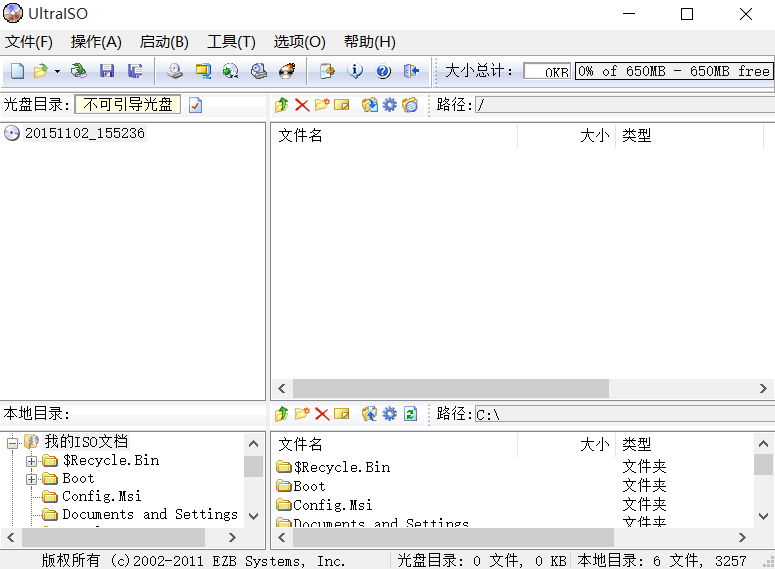 UltraISO
文件(F) 操作(A) 启动(B) 工具(T) 选项(O) 帮助(H)
大小总计: 0KB 0% of 650MB - 650MB free
光盘目录: 不可引导光盘 路径: /
20151102_155236
文件名 大小 类型
本地目录: 路径: C:\
我的ISO文档
$Recycle.Bin
Boot
Config.Msi
Documents and Settings
文件名 大小 类型
$Recycle.Bin 文件夹
Boot 文件夹
Config.Msi 文件夹
Documents and Settings 文件夹
版权所有 (c)2002-2011 EZB Systems, Inc. 光盘目录: 0 文件, 0 KB 本地目录: 6 文件, 3257